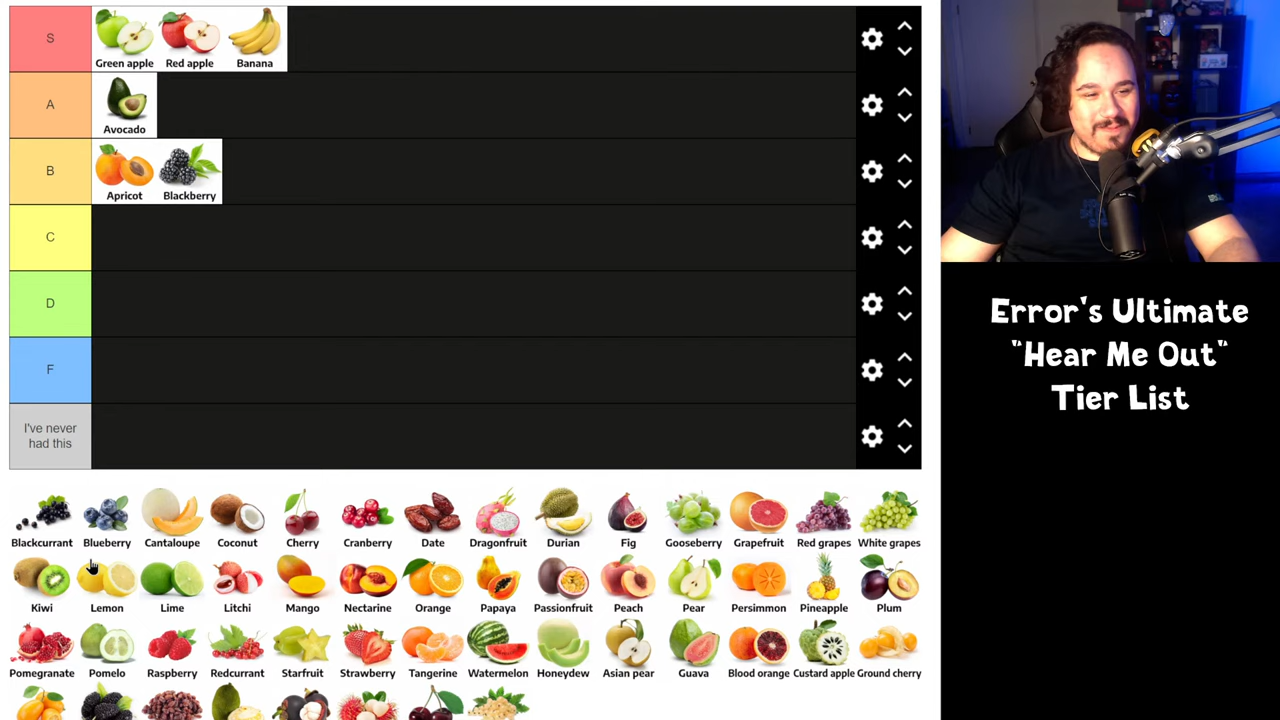 S
Green apple
Red apple
Banana
A
Avocado
B
Apricot
Blackberry
C
D
F
I've never
had this
Error's Ultimate
"Hear Me Out"
Tier List
Blackcurrant
Blueberry
Cantaloupe
Coconut
Cherry
Cranberry
Date
Dragonfruit
Durian
Fig
Gooseberry
Grapefruit
Red grapes
White grapes
Kiwi
Lemon
Lime
Litchi
Mango
Nectarine
Orange
Papaya
Passionfruit
Peach
Pear
Persimmon
Pineapple
Plum
Pomegranate
Pomelo
Raspberry
Redcurrant
Starfruit
Strawberry
Tangerine
Watermelon
Honeydew
Asian pear
Guava
Blood orange
Custard apple
Ground cherry